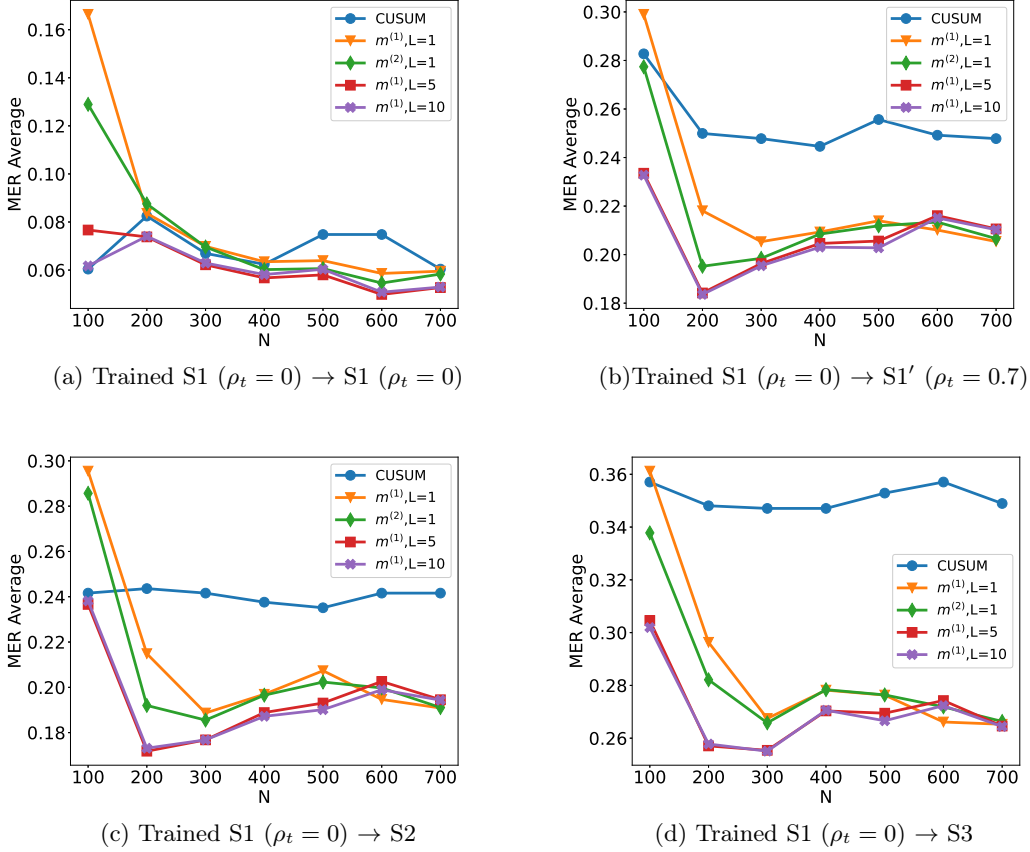 0.16
0.14
0.12
0.10
0.08
0.06
MER Average
100 200 300 400 500 600 700
N
CUSUM
m⁽¹⁾,L=1
m⁽²⁾,L=1
m⁽¹⁾,L=5
m⁽¹⁾,L=10
(a) Trained S1 (ρₜ = 0) → S1 (ρₜ = 0)
0.30
0.28
0.26
0.24
0.22
0.20
0.18
MER Average
100 200 300 400 500 600 700
N
CUSUM
m⁽¹⁾,L=1
m⁽²⁾,L=1
m⁽¹⁾,L=5
m⁽¹⁾,L=10
(b)Trained S1 (ρₜ = 0) → S1′ (ρₜ = 0.7)
0.30
0.28
0.26
0.24
0.22
0.20
0.18
MER Average
100 200 300 400 500 600 700
N
CUSUM
m⁽¹⁾,L=1
m⁽²⁾,L=1
m⁽¹⁾,L=5
m⁽¹⁾,L=10
(c) Trained S1 (ρₜ = 0) → S2
0.36
0.34
0.32
0.30
0.28
0.26
MER Average
100 200 300 400 500 600 700
N
CUSUM
m⁽¹⁾,L=1
m⁽²⁾,L=1
m⁽¹⁾,L=5
m⁽¹⁾,L=10
(d) Trained S1 (ρₜ = 0) → S3